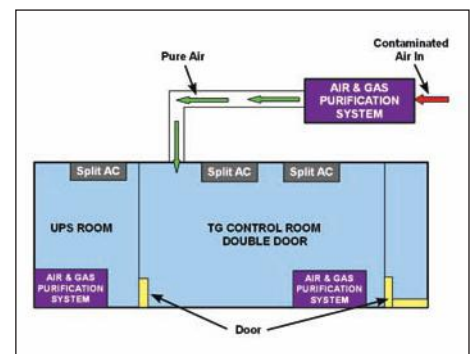 Pure Air
Contaminated
Air In
AIR & GAS
PURIFICATION
SYSTEM
Split AC
Split AC
Split AC
UPS ROOM
TG CONTROL ROOM
DOUBLE DOOR
AIR & GAS
PURIFICATION
SYSTEM
AIR & GAS
PURIFICATION
SYSTEM
Door